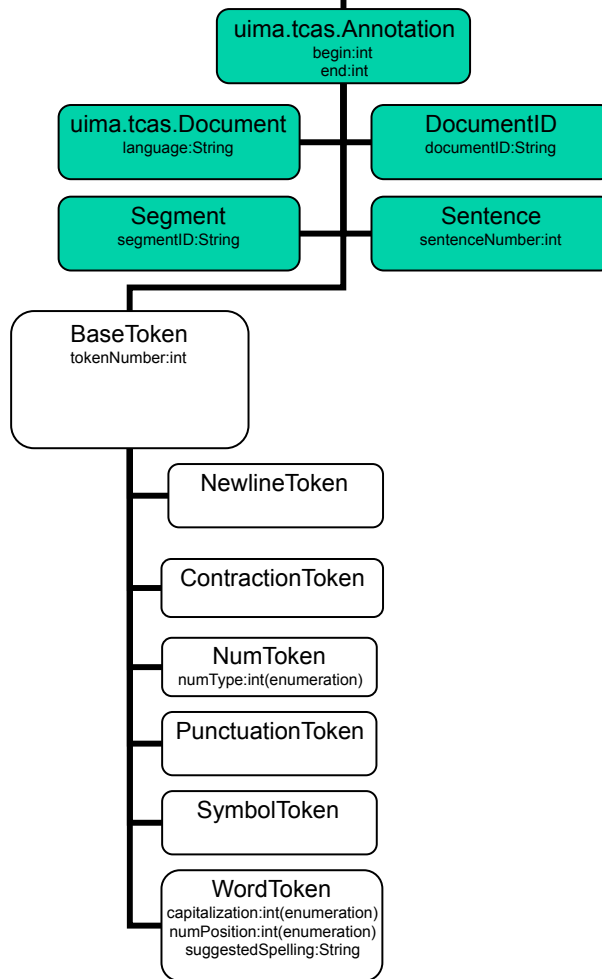 uima.tcas.Annotation
begin:int
end:int
uima.tcas.Document
language:String
DocumentID
documentID:String
Segment
segmentID:String
Sentence
sentenceNumber:int
BaseToken
tokenNumber:int
NewlineToken
ContractionToken
NumToken
numType:int(enumeration)
PunctuationToken
SymbolToken
WordToken
capitalization:int(enumeration)
numPosition:int(enumeration)
suggestedSpelling:String